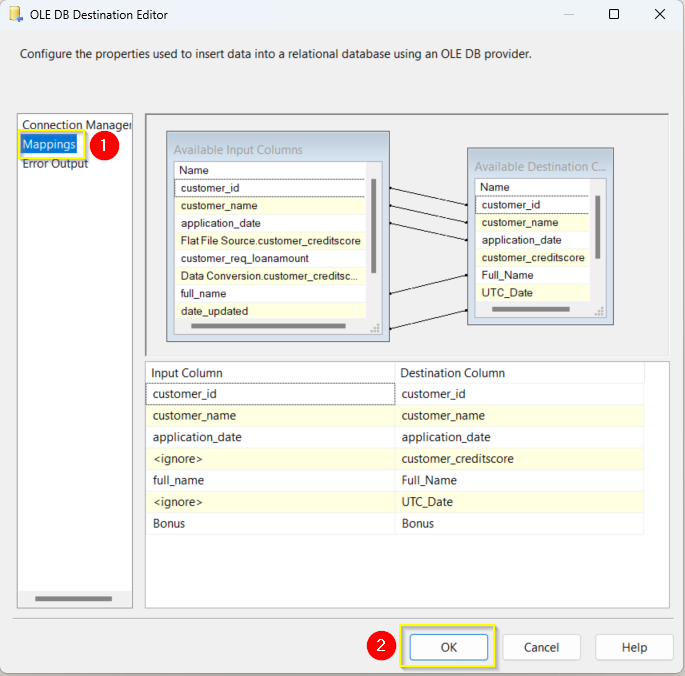 OLE DB Destination Editor
Configure the properties used to insert data into a relational database using an OLE DB provider.
Connection Manager
Mappings
1
Error Output
Available Input Columns
Name
customer_id
customer_name
application_date
Flat File Source.customer_creditscore
customer_req_loanamount
Data Conversion.customer_creditsc...
full_name
date_updated
Available Destination C...
Name
customer_id
customer_name
application_date
customer_creditscore
Full_Name
UTC_Date
Input Column Destination Column
customer_id customer_id
customer_name customer_name
application_date application_date
<ignore> customer_creditscore
full_name Full_Name
<ignore> UTC_Date
Bonus Bonus
2 OK Cancel Help